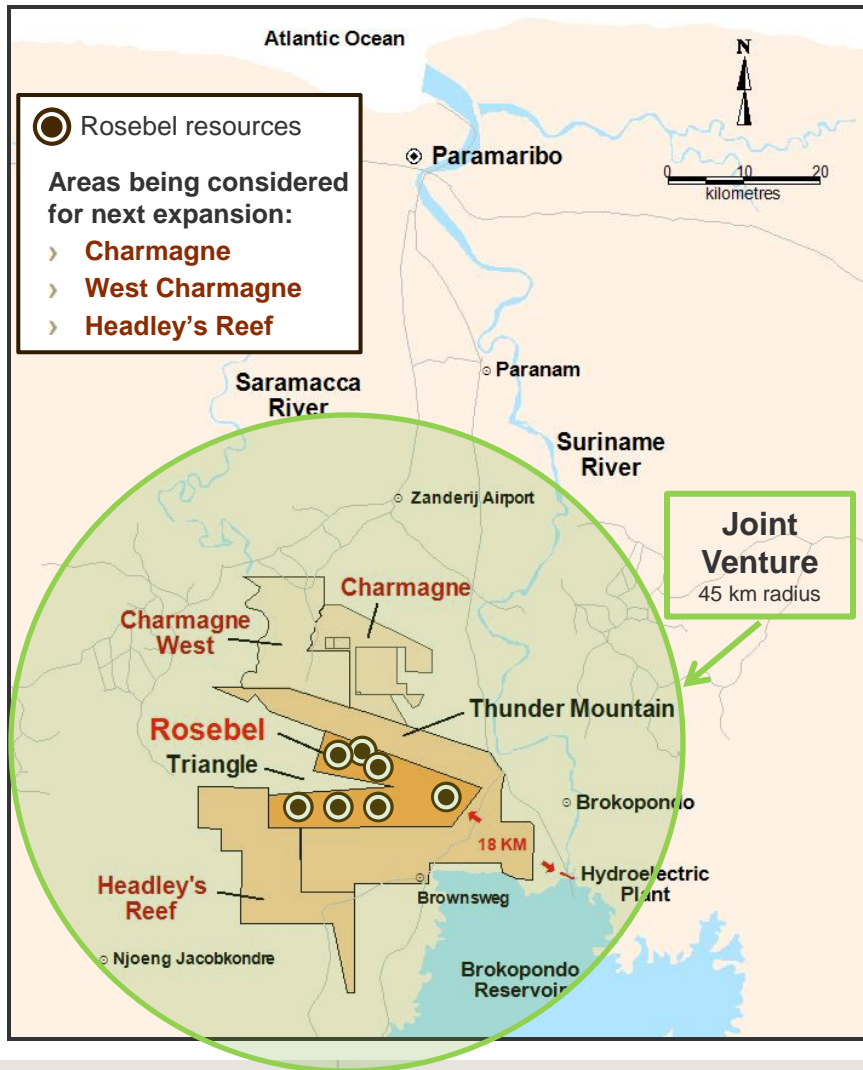 Atlantic Ocean
N
Rosebel resources
Areas being considered
for next expansion:
› Charmagne
› West Charmagne
› Headley's Reef
Paramaribo
0 10 20
kilometres
Paranam
Saramacca
River
Suriname
River
Zanderij Airport
Joint
Venture
45 km radius
Charmagne
Charmagne
West
Thunder Mountain
Rosebel
Triangle
Brokopondo
18 KM
Hydroelectric
Plant
Headley's
Reef
Brownsweg
Njoeng Jacobkondre
Brokopondo
Reservoir